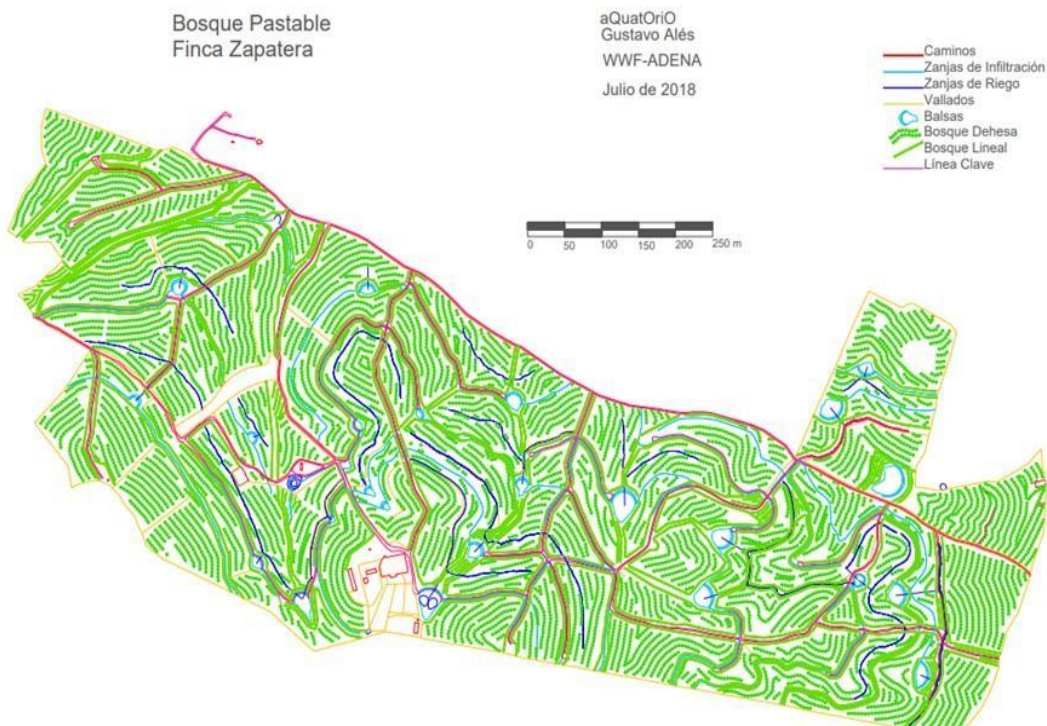 Bosque Pastable
Finca Zapatera
aQuatOriO
Gustavo Alés
WWF-ADENA
Julio de 2018
Caminos
Zanjas de Infiltración
Zanjas de Riego
Vallados
Balsas
Bosque Dehesa
Bosque Lineal
Línea Clave
0 50 100 150 200 250 m